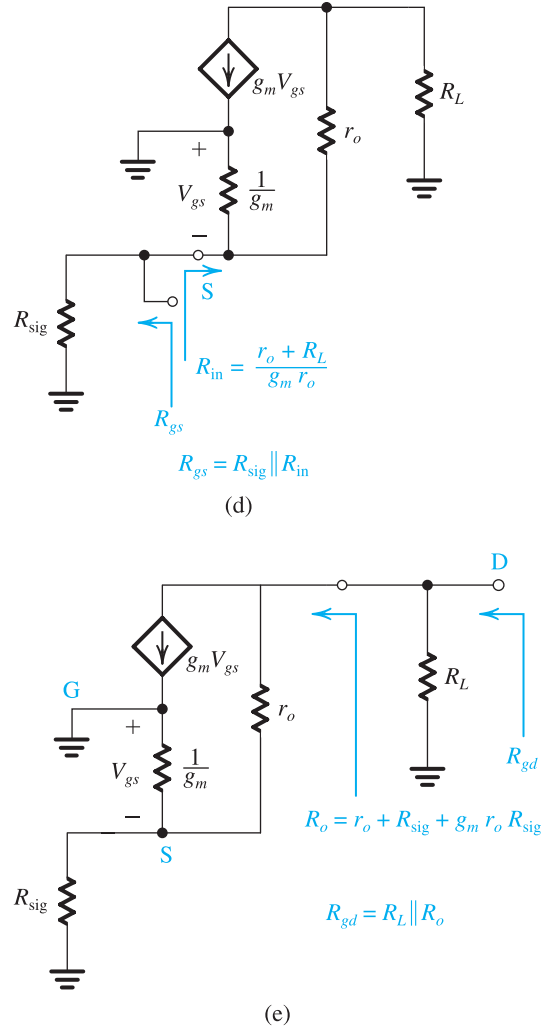 g_m V_gs
R_L
r_o
+
V_gs 1/g_m
−
S
R_sig
R_in = (r_o + R_L)/(g_m r_o)
R_gs
R_gs = R_sig || R_in
(d)
D
g_m V_gs
G
R_L
r_o
+
V_gs 1/g_m
R_gd
−
R_o = r_o + R_sig + g_m r_o R_sig
S
R_sig
R_gd = R_L || R_o
(e)